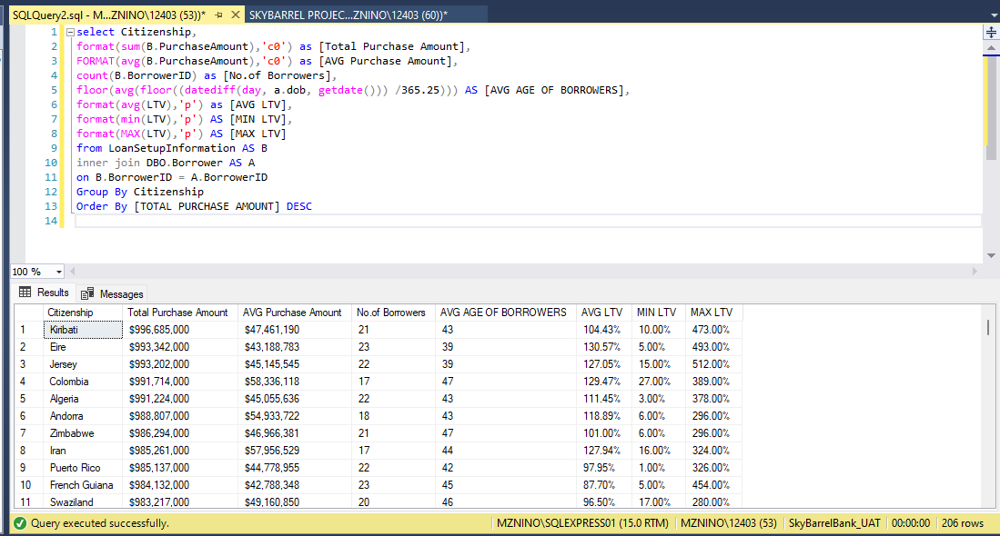 SQLQuery2.sql - M...ZNINO\12403 (53))* SKYBARREL PROJEC...ZNINO\12403 (60))*
1 select Citizenship,
2 format(sum(B.PurchaseAmount),'c0') as [Total Purchase Amount],
3 FORMAT(avg(B.PurchaseAmount),'c0') as [AVG Purchase Amount],
4 count(B.BorrowerID) as [No.of Borrowers],
5 floor(avg(floor((datediff(day, a.dob, getdate())) /365.25))) AS [AVG AGE OF BORROWERS],
6 format(avg(LTV),'p') as [AVG LTV],
7 format(min(LTV),'p') AS [MIN LTV],
8 format(MAX(LTV),'p') AS [MAX LTV]
9 from LoanSetupInformation AS B
10 inner join DBO.Borrower AS A
11 on B.BorrowerID = A.BorrowerID
12 Group By Citizenship
13 Order By [TOTAL PURCHASE AMOUNT] DESC
14
100 %
Results Messages
Citizenship Total Purchase Amount AVG Purchase Amount No.of Borrowers AVG AGE OF BORROWERS AVG LTV MIN LTV MAX LTV
1 Kiribati $996,685,000 $47,461,190 21 43 104.43% 10.00% 473.00%
2 Eire $993,342,000 $43,188,783 23 39 130.57% 5.00% 493.00%
3 Jersey $993,202,000 $45,145,545 22 39 127.05% 15.00% 512.00%
4 Colombia $991,714,000 $58,336,118 17 47 129.47% 27.00% 389.00%
5 Algeria $991,224,000 $45,055,636 22 43 111.45% 3.00% 378.00%
6 Andorra $988,807,000 $54,933,722 18 43 118.89% 6.00% 296.00%
7 Zimbabwe $986,294,000 $46,966,381 21 47 101.00% 6.00% 296.00%
8 Iran $985,261,000 $57,956,529 17 44 127.94% 16.00% 324.00%
9 Puerto Rico $985,137,000 $44,778,955 22 42 97.95% 1.00% 326.00%
10 French Guiana $984,132,000 $42,788,348 23 45 87.70% 5.00% 454.00%
11 Swaziland $983,217,000 $49,160,850 20 46 96.50% 17.00% 280.00%
Query executed successfully. MZNINO\SQLEXPRESS01 (15.0 RTM) MZNINO\12403 (53) SkyBarrelBank_UAT 00:00:00 206 rows